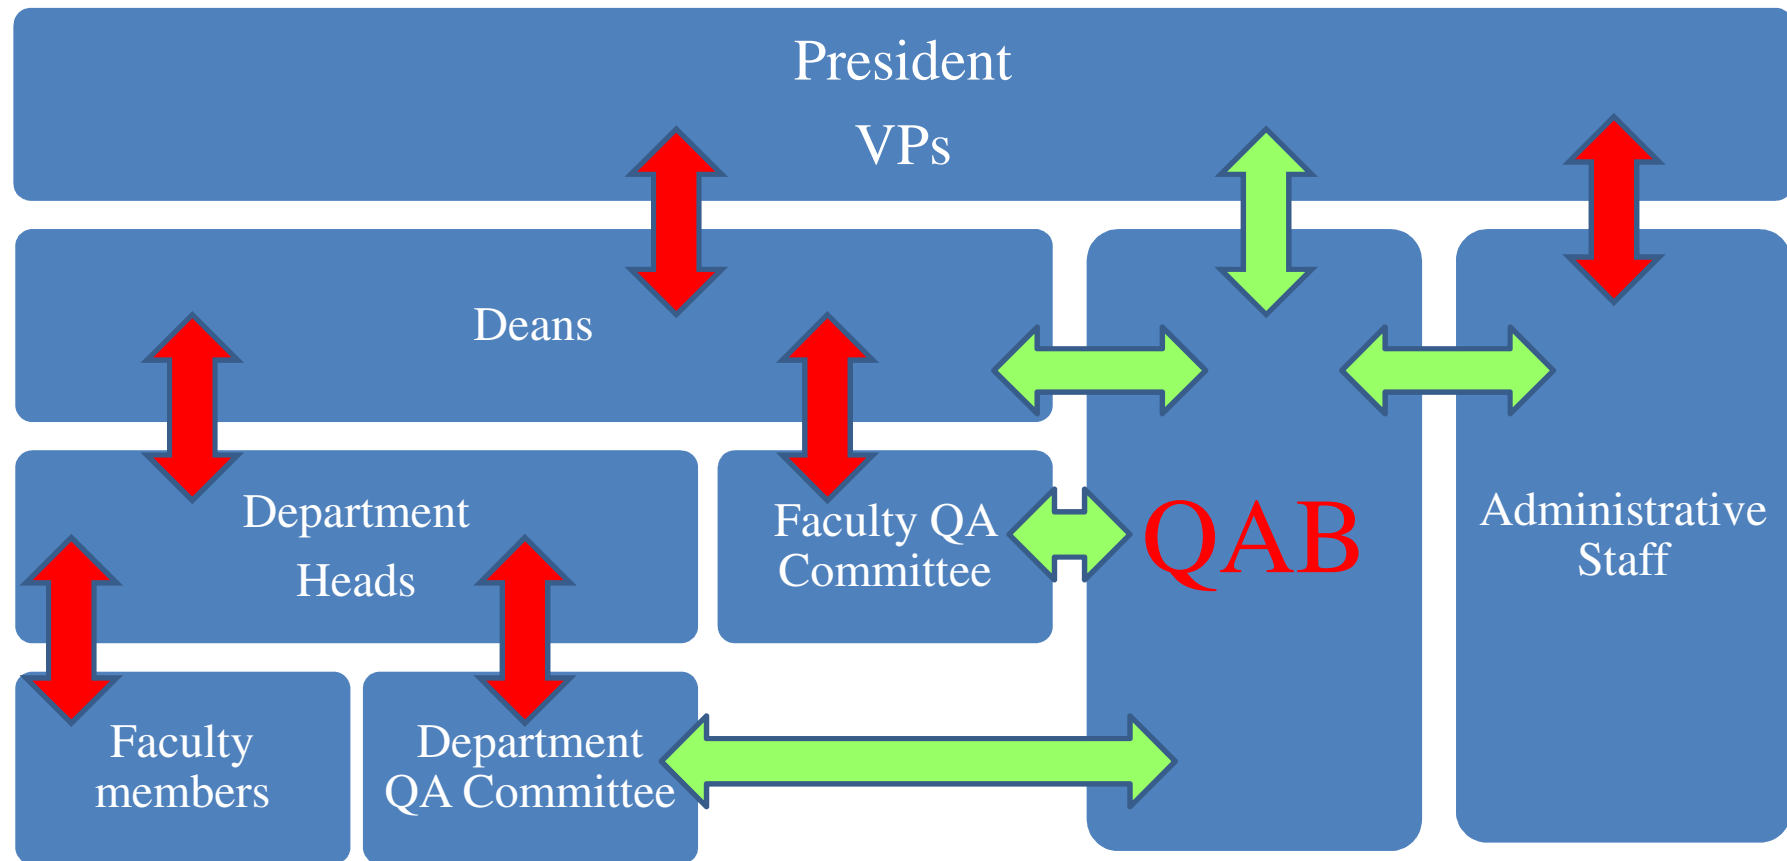 President
VPs
Deans
Department
Heads
Faculty QA
Committee
QAB
Administrative
Staff
Faculty
members
Department
QA Committee